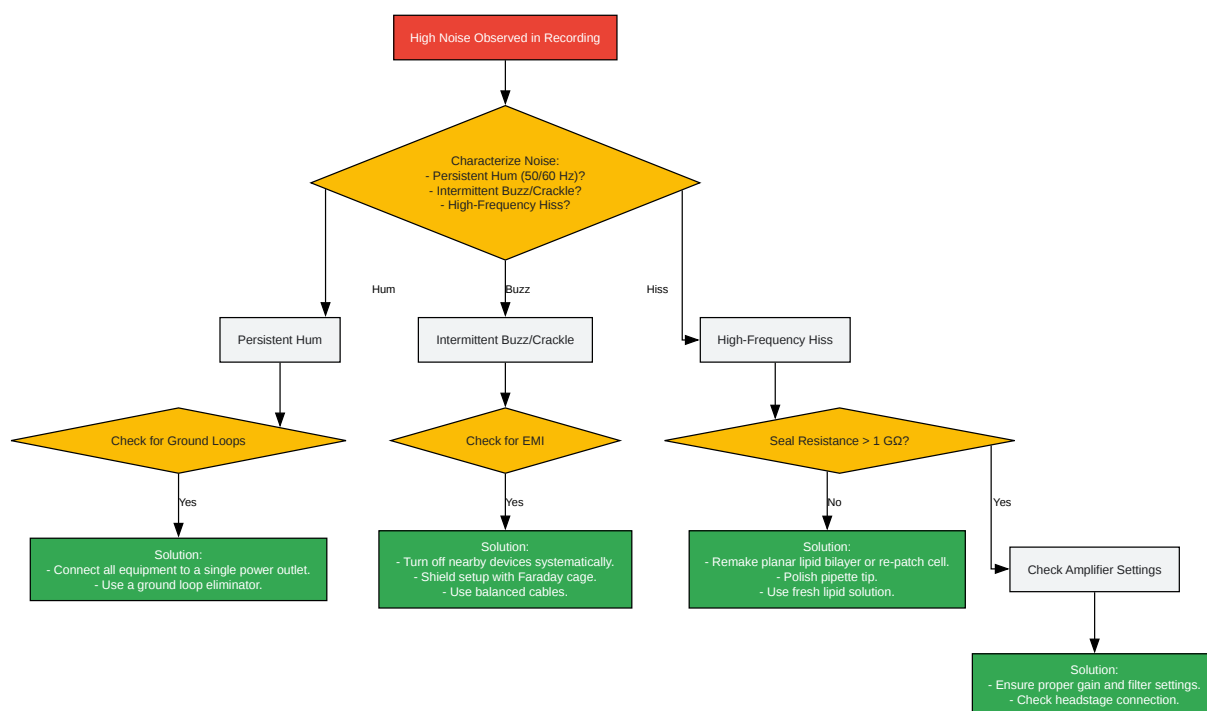 High Noise Observed in Recording
Characterize Noise:
- Persistent Hum (50/60 Hz)?
- Intermittent Buzz/Crackle?
- High-Frequency Hiss?
Hum
Buzz
Hiss
Persistent Hum
Intermittent Buzz/Crackle
High-Frequency Hiss
Check for Ground Loops
Check for EMI
Seal Resistance > 1 GΩ?
Yes
Yes
No
Yes
Solution:
- Connect all equipment to a single power outlet.
- Use a ground loop eliminator.
Solution:
- Turn off nearby devices systematically.
- Shield setup with Faraday cage.
- Use balanced cables.
Solution:
- Remake planar lipid bilayer or re-patch cell.
- Polish pipette tip.
- Use fresh lipid solution.
Check Amplifier Settings
Solution:
- Ensure proper gain and filter settings.
- Check headstage connection.